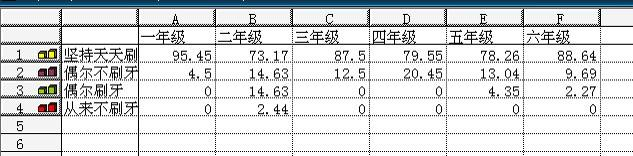 A B C D E F
一年级 二年级 三年级 四年级 五年级 六年级
1 坚持天天刷 95.45 73.17 87.5 79.55 78.26 88.64
2 偶尔不刷牙 4.5 14.63 12.5 20.45 13.04 9.69
3 偶尔刷牙 0 14.63 0 0 4.35 2.27
4 从来不刷牙 0 2.44 0 0 0 0
5
6